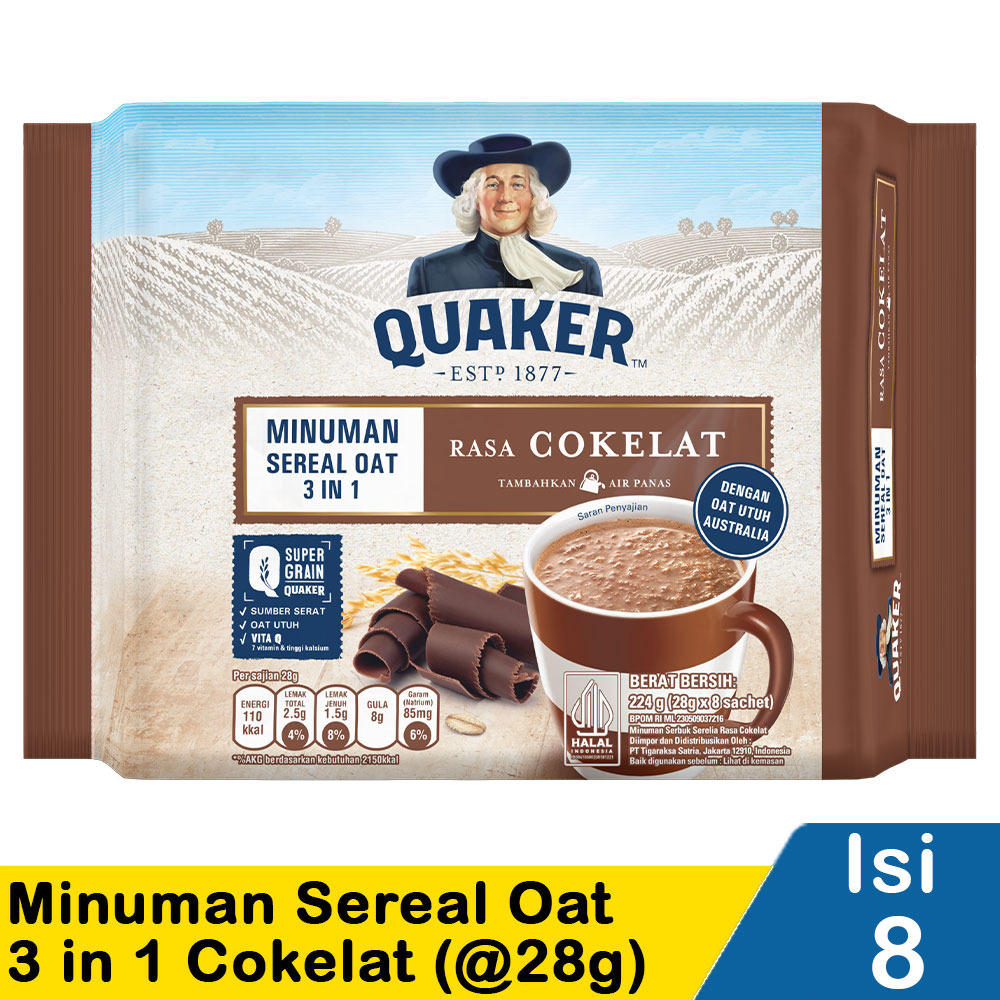 QUAKER™
ESTD 1877
MINUMAN
SEREAL OAT
3 IN 1
RASA COKELAT
TAMBAHKAN AIR PANAS
DENGAN
OAT UTUH
AUSTRALIA
Saran Penyajian
Q
SUPER
GRAIN
QUAKER
✓ SUMBER SERAT
✓ OAT UTUH
✓ VITA Q
7 vitamin & tinggi kalsium
Per sajian 28g
ENERGI
110
kkal
LEMAK
TOTAL
2.5g
4%
LEMAK
JENUH
1.5g
8%
GULA
8g
Garam
(Natrium)
85mg
6%
*%AKG berdasarkan kebutuhan 2150kkal
HALAL
INDONESIA
BERAT BERSIH:
224 g (28g x 8 sachet)
BPOM RI ML 230509037216
Minuman Serbuk Serelia Rasa Cokelat
Diimpor dan Didistribusikan Oleh :
PT Tigaraksa Satria, Jakarta 12910, Indonesia
Baik digunakan sebelum : Lihat di kemasan
RASA COKELAT
TAMBAHKAN AIR PANAS
MINUMAN
SEREAL OAT
3 IN 1
QUAKER
Minuman Sereal Oat
3 in 1 Cokelat (@28g)
Isi
8